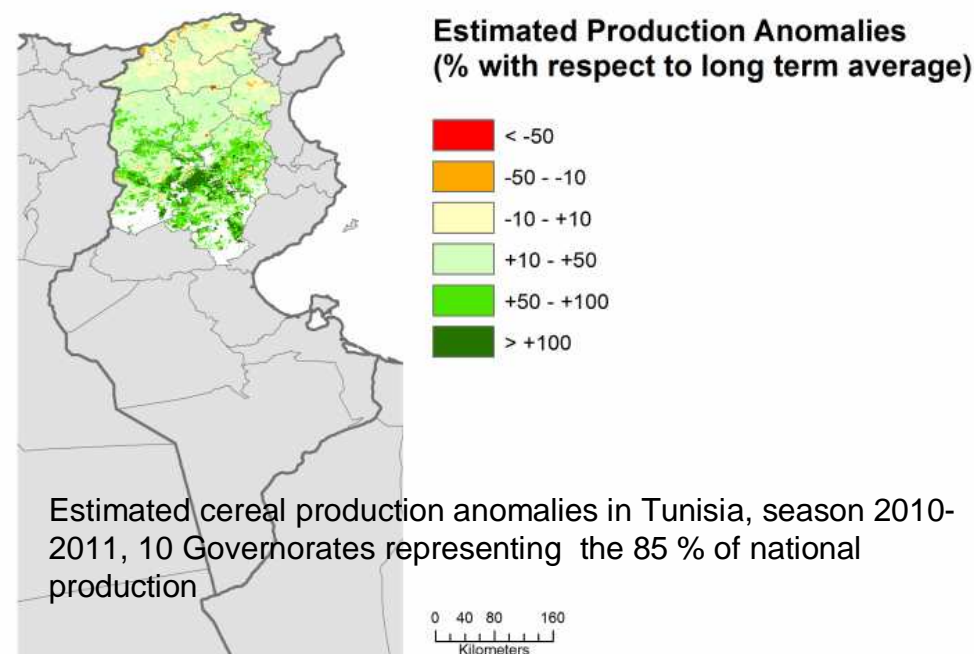 Estimated Production Anomalies
(% with respect to long term average)
< -50
-50 - -10
-10 - +10
+10 - +50
+50 - +100
> +100
Estimated cereal production anomalies in Tunisia, season 2010-
2011, 10 Governorates representing the 85 % of national
production
0 40 80 160
Kilometers